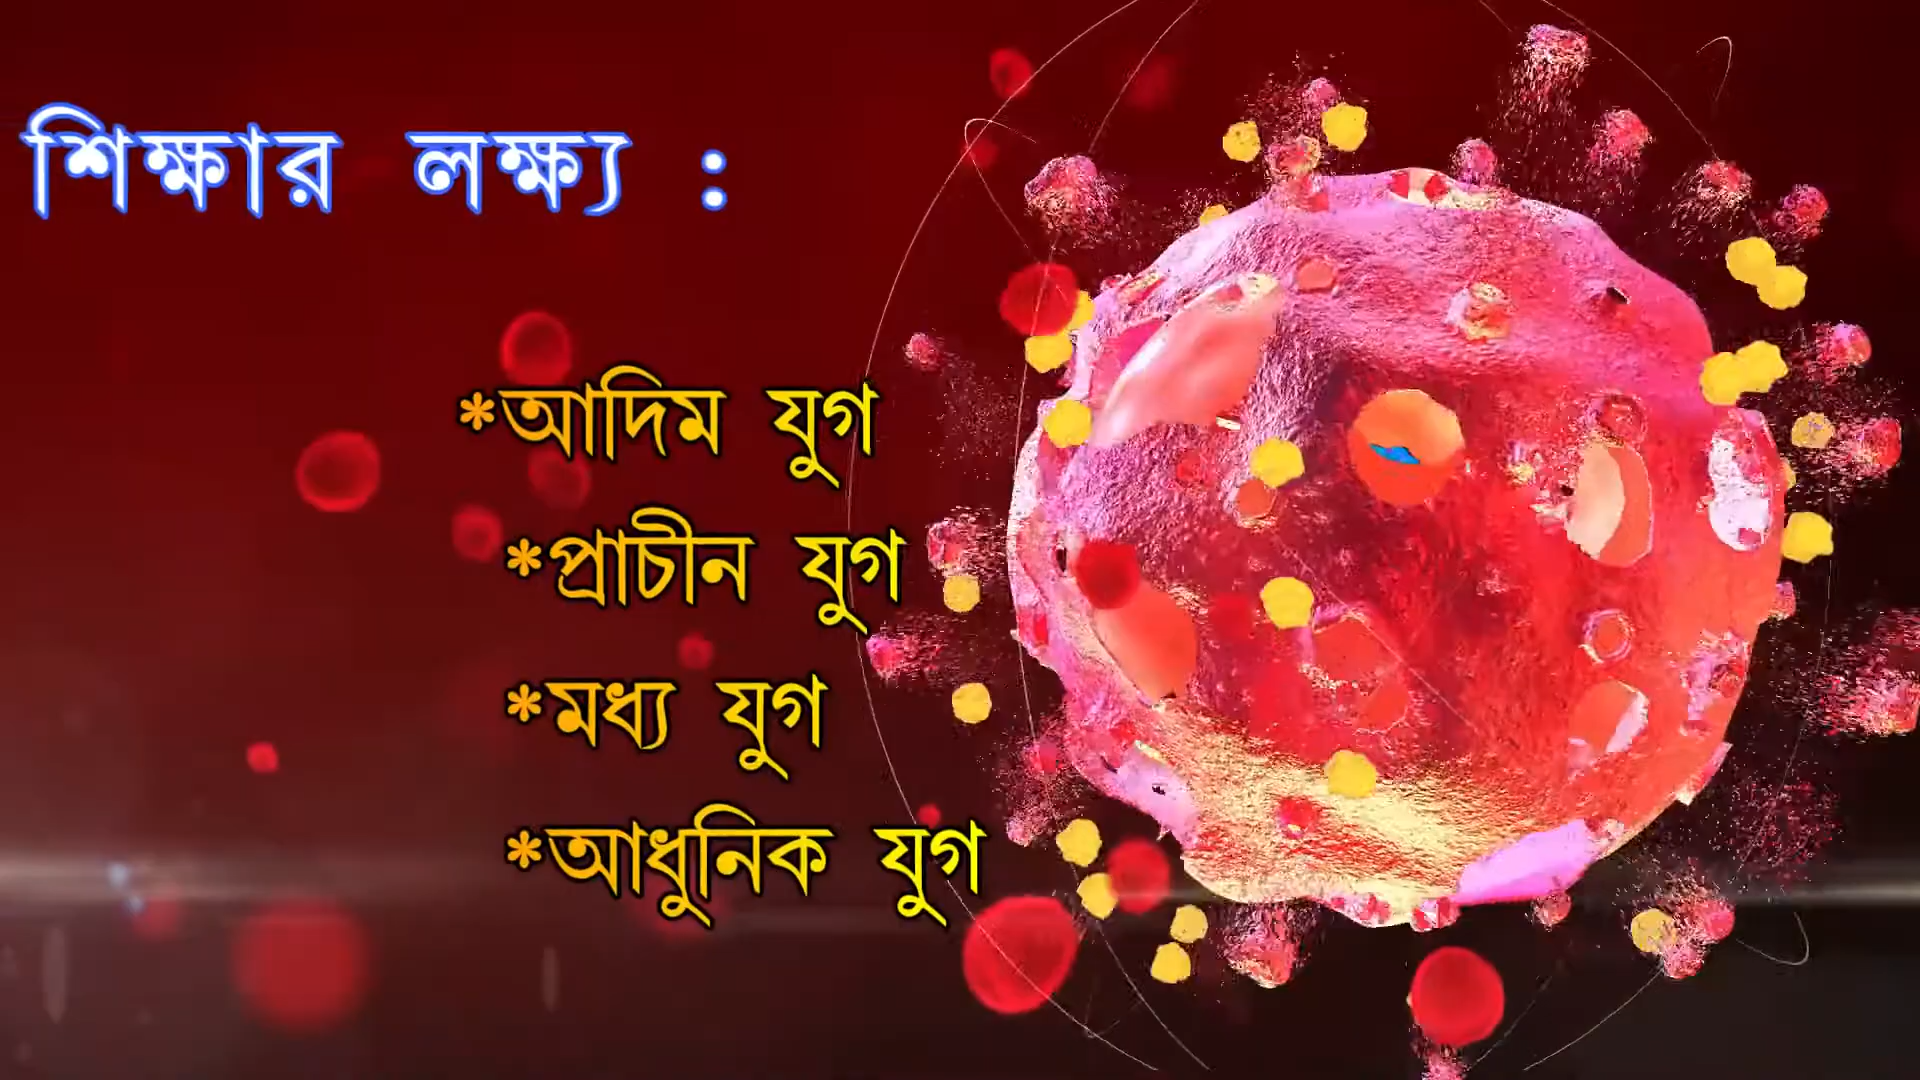 শিক্ষার লক্ষ্য :
*আদিম যুগ
*প্রাচীন যুগ
*মধ্য যুগ
*আধুনিক যুগ